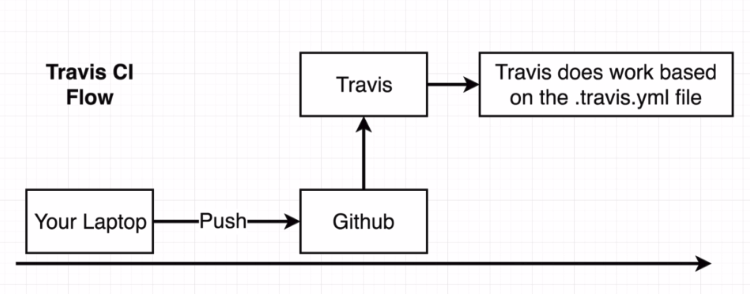 Travis CI
Flow
Travis
Travis does work based
on the .travis.yml file
Your Laptop
Push
Github